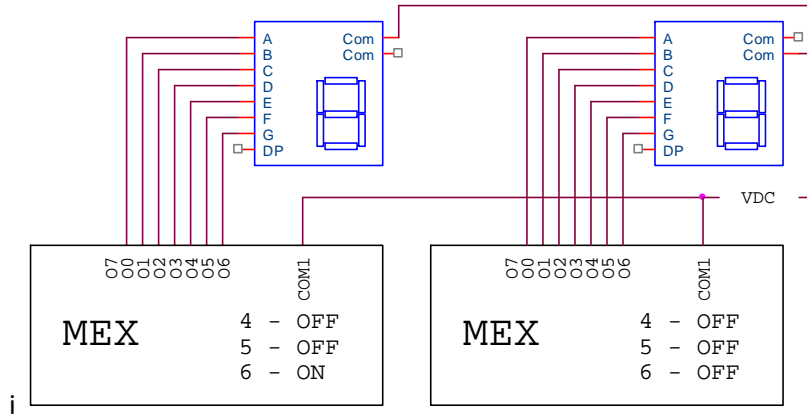 A Com
B Com
C
D
E
F
G
DP
A Com
B Com
C
D
E
F
G
DP
VDC
O7 O0 O1 O2 O3 O4 O5 O6 COM1
MEX
4 - OFF
5 - OFF
6 - ON
O7 O0 O1 O2 O3 O4 O5 O6 COM1
MEX
4 - OFF
5 - OFF
6 - OFF
i